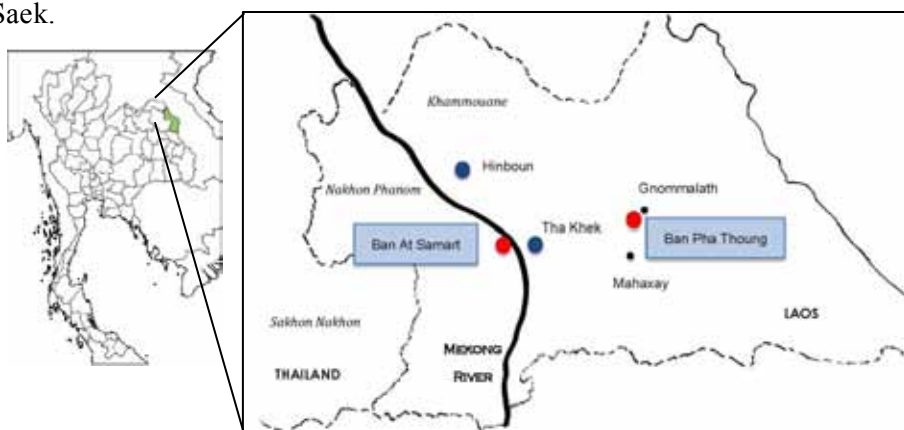 Saek.
Khammouane
Hinboun
Nakhon Phanom
Gnommalath
Ban At Samart
Tha Khek
Ban Pha Thoung
Mahaxay
LAOS
Sakhon Nakhon
MEKONG
RIVER
THAILAND